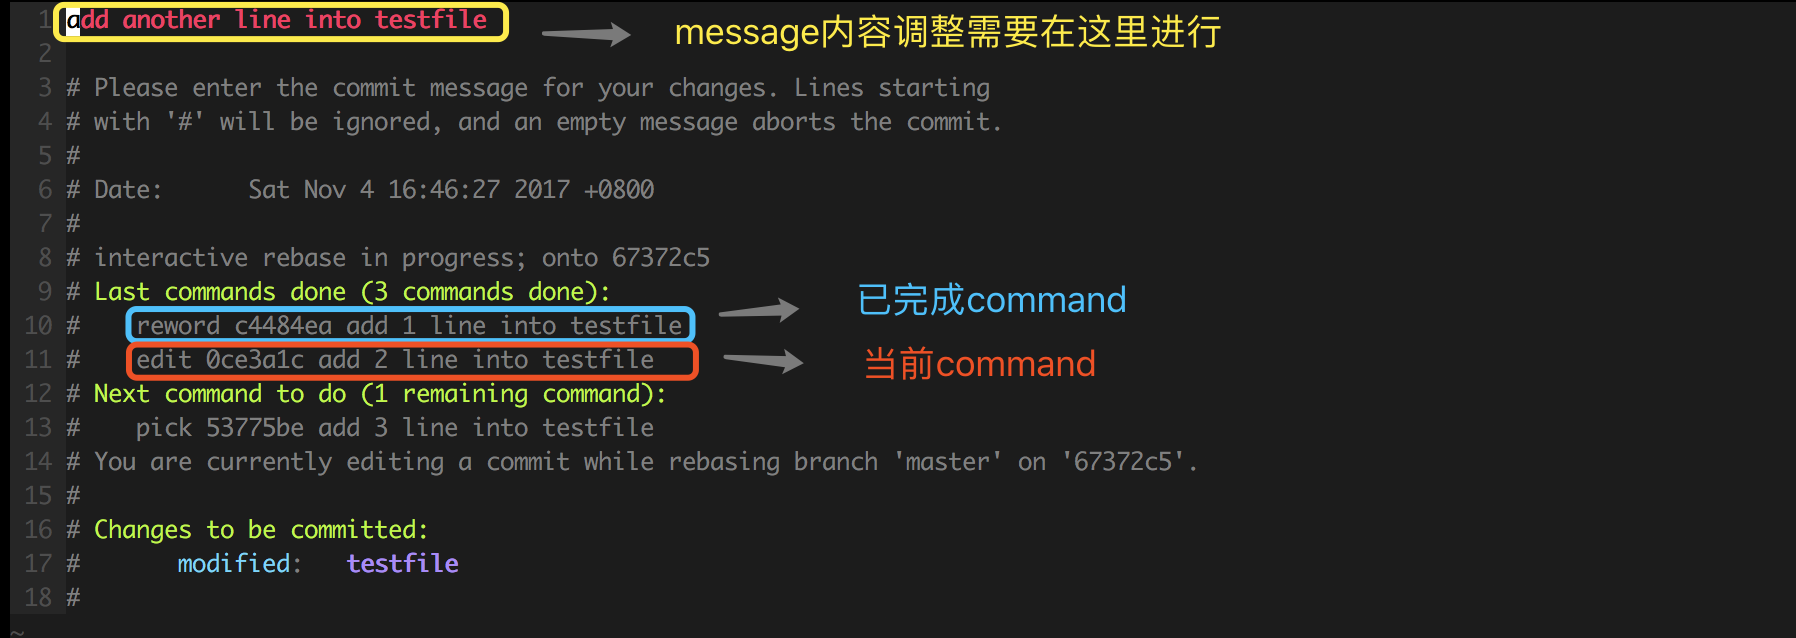 1 add another line into testfile message内容调整需要在这里进行
2
3 # Please enter the commit message for your changes. Lines starting
4 # with '#' will be ignored, and an empty message aborts the commit.
5 #
6 # Date:      Sat Nov 4 16:46:27 2017 +0800
7 #
8 # interactive rebase in progress; onto 67372c5
9 # Last commands done (3 commands done):
10 #    reword c4484ea add 1 line into testfile 已完成command
11 #    edit 0ce3a1c add 2 line into testfile 当前command
12 # Next command to do (1 remaining command):
13 #    pick 53775be add 3 line into testfile
14 # You are currently editing a commit while rebasing branch 'master' on '67372c5'.
15 #
16 # Changes to be committed:
17 #       modified:   testfile
18 #
~